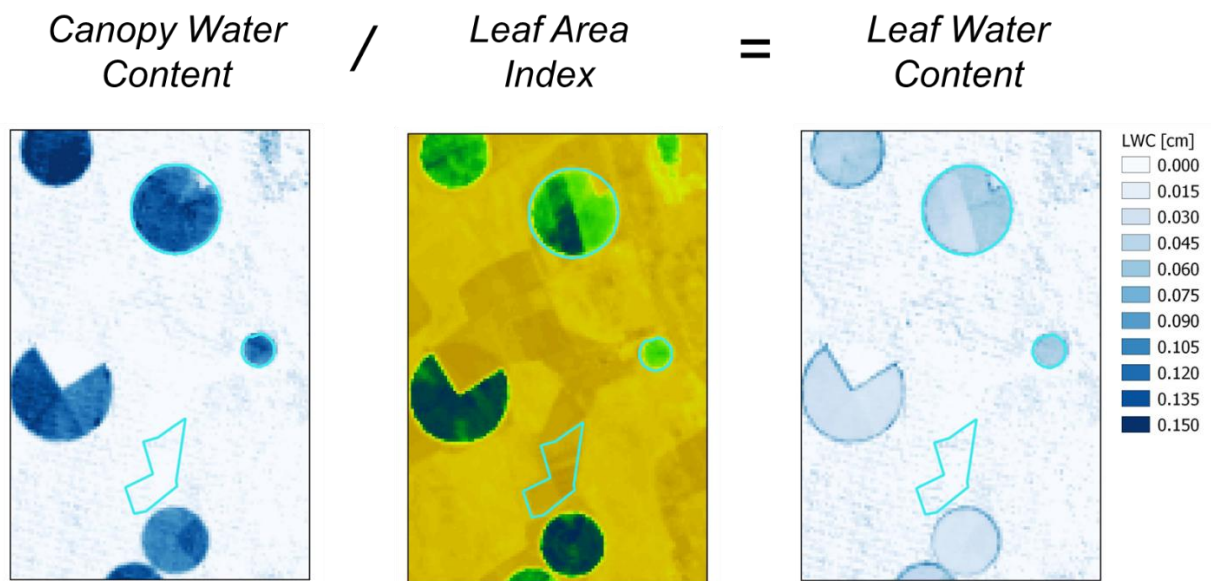 Canopy Water
Content
/
Leaf Area
Index
=
Leaf Water
Content
LWC [cm]
0.000
0.015
0.030
0.045
0.060
0.075
0.090
0.105
0.120
0.135
0.150